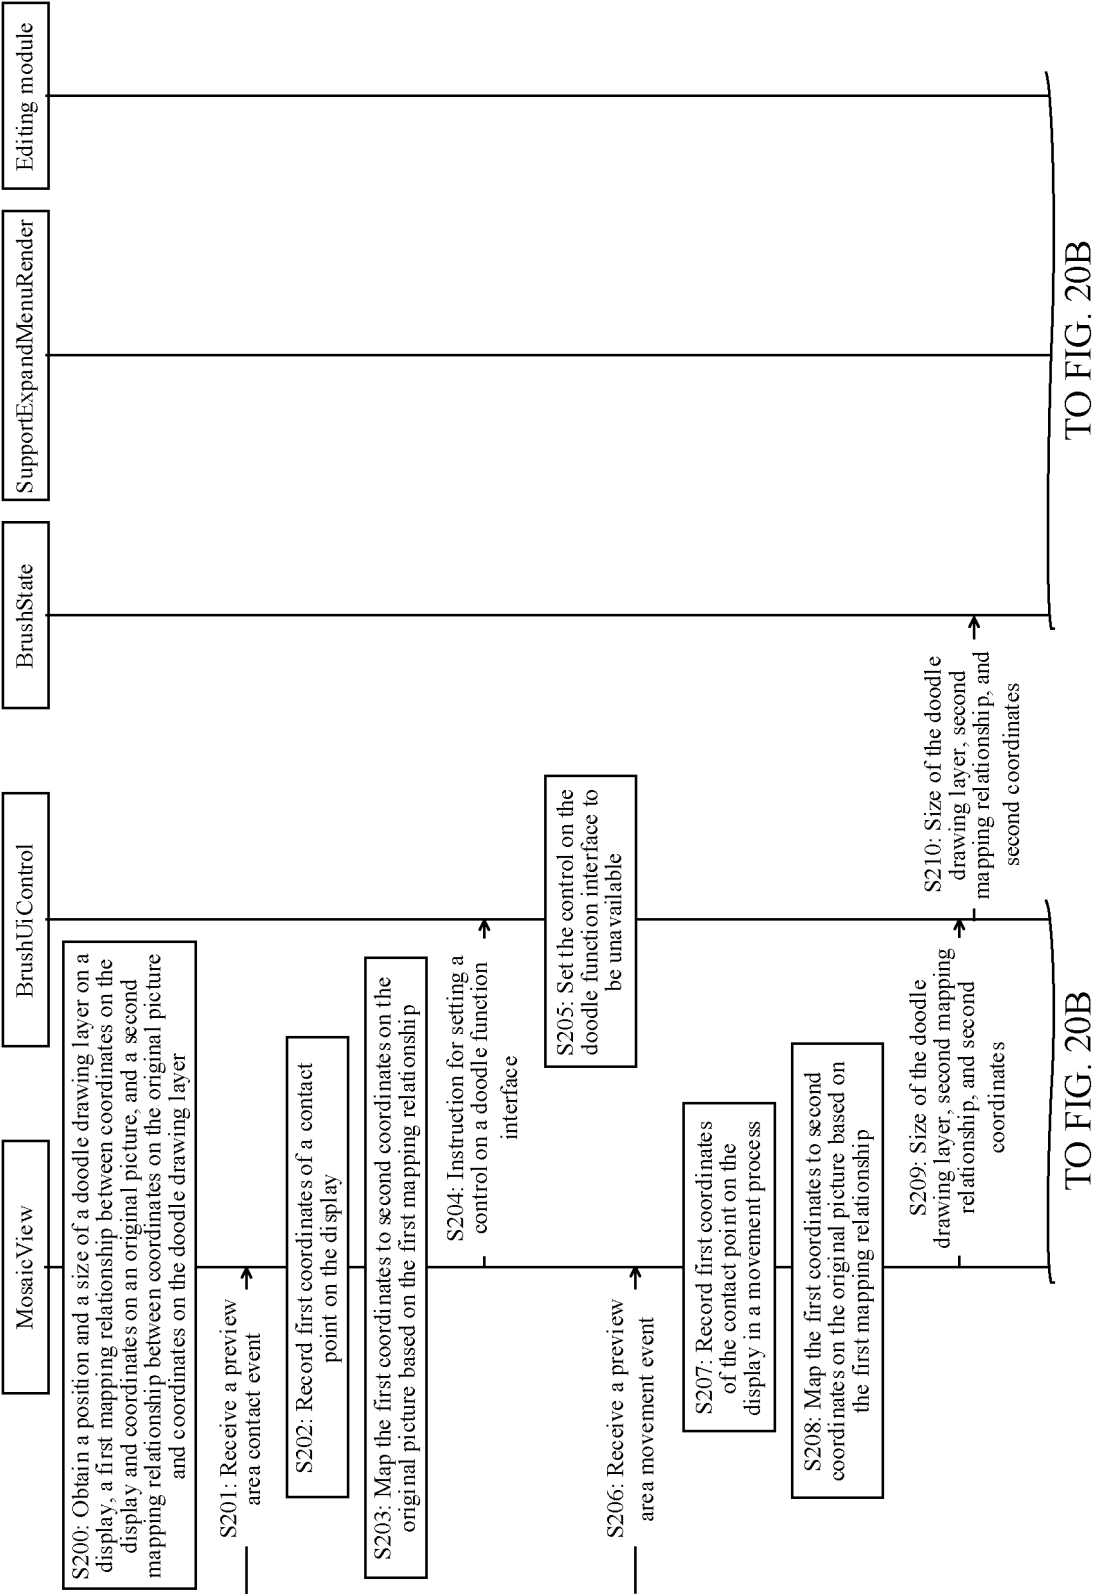 MosaicView
BrushUiControl
BrushState
SupportExpandMenuRender
Editing module
S200: Obtain a position and a size of a doodle drawing layer on a
display, a first mapping relationship between coordinates on the
display and coordinates on an original picture, and a second
mapping relationship between coordinates on the original picture
and coordinates on the doodle drawing layer
S201: Receive a preview
area contact event
S202: Record first coordinates of a contact
point on the display
S203: Map the first coordinates to second coordinates on the
original picture based on the first mapping relationship
S204: Instruction for setting a
control on a doodle function
interface
S205: Set the control on the
doodle function interface to
be unavailable
S206: Receive a preview
area movement event
S207: Record first coordinates
of the contact point on the
display in a movement process
S208: Map the first coordinates to second
coordinates on the original picture based on
the first mapping relationship
S209: Size of the doodle
drawing layer, second mapping
relationship, and second
coordinates
S210: Size of the doodle
drawing layer, second
mapping relationship, and
second coordinates
TO FIG. 20B
TO FIG. 20B